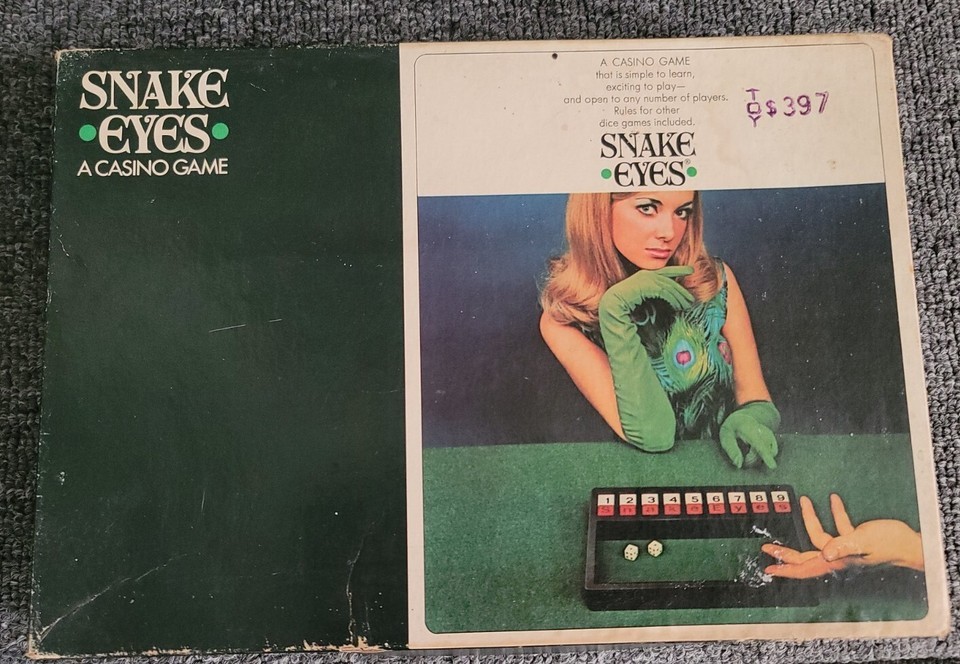 SNAKE
•EYES•
A CASINO GAME
A CASINO GAME
that is simple to learn,
exciting to play—
and open to any number of players.
Rules for other
dice games included.
SNAKE
•EYES®•
TOY $397
1 2 3 4 5 6 7 8 9
S n a k e E y e s